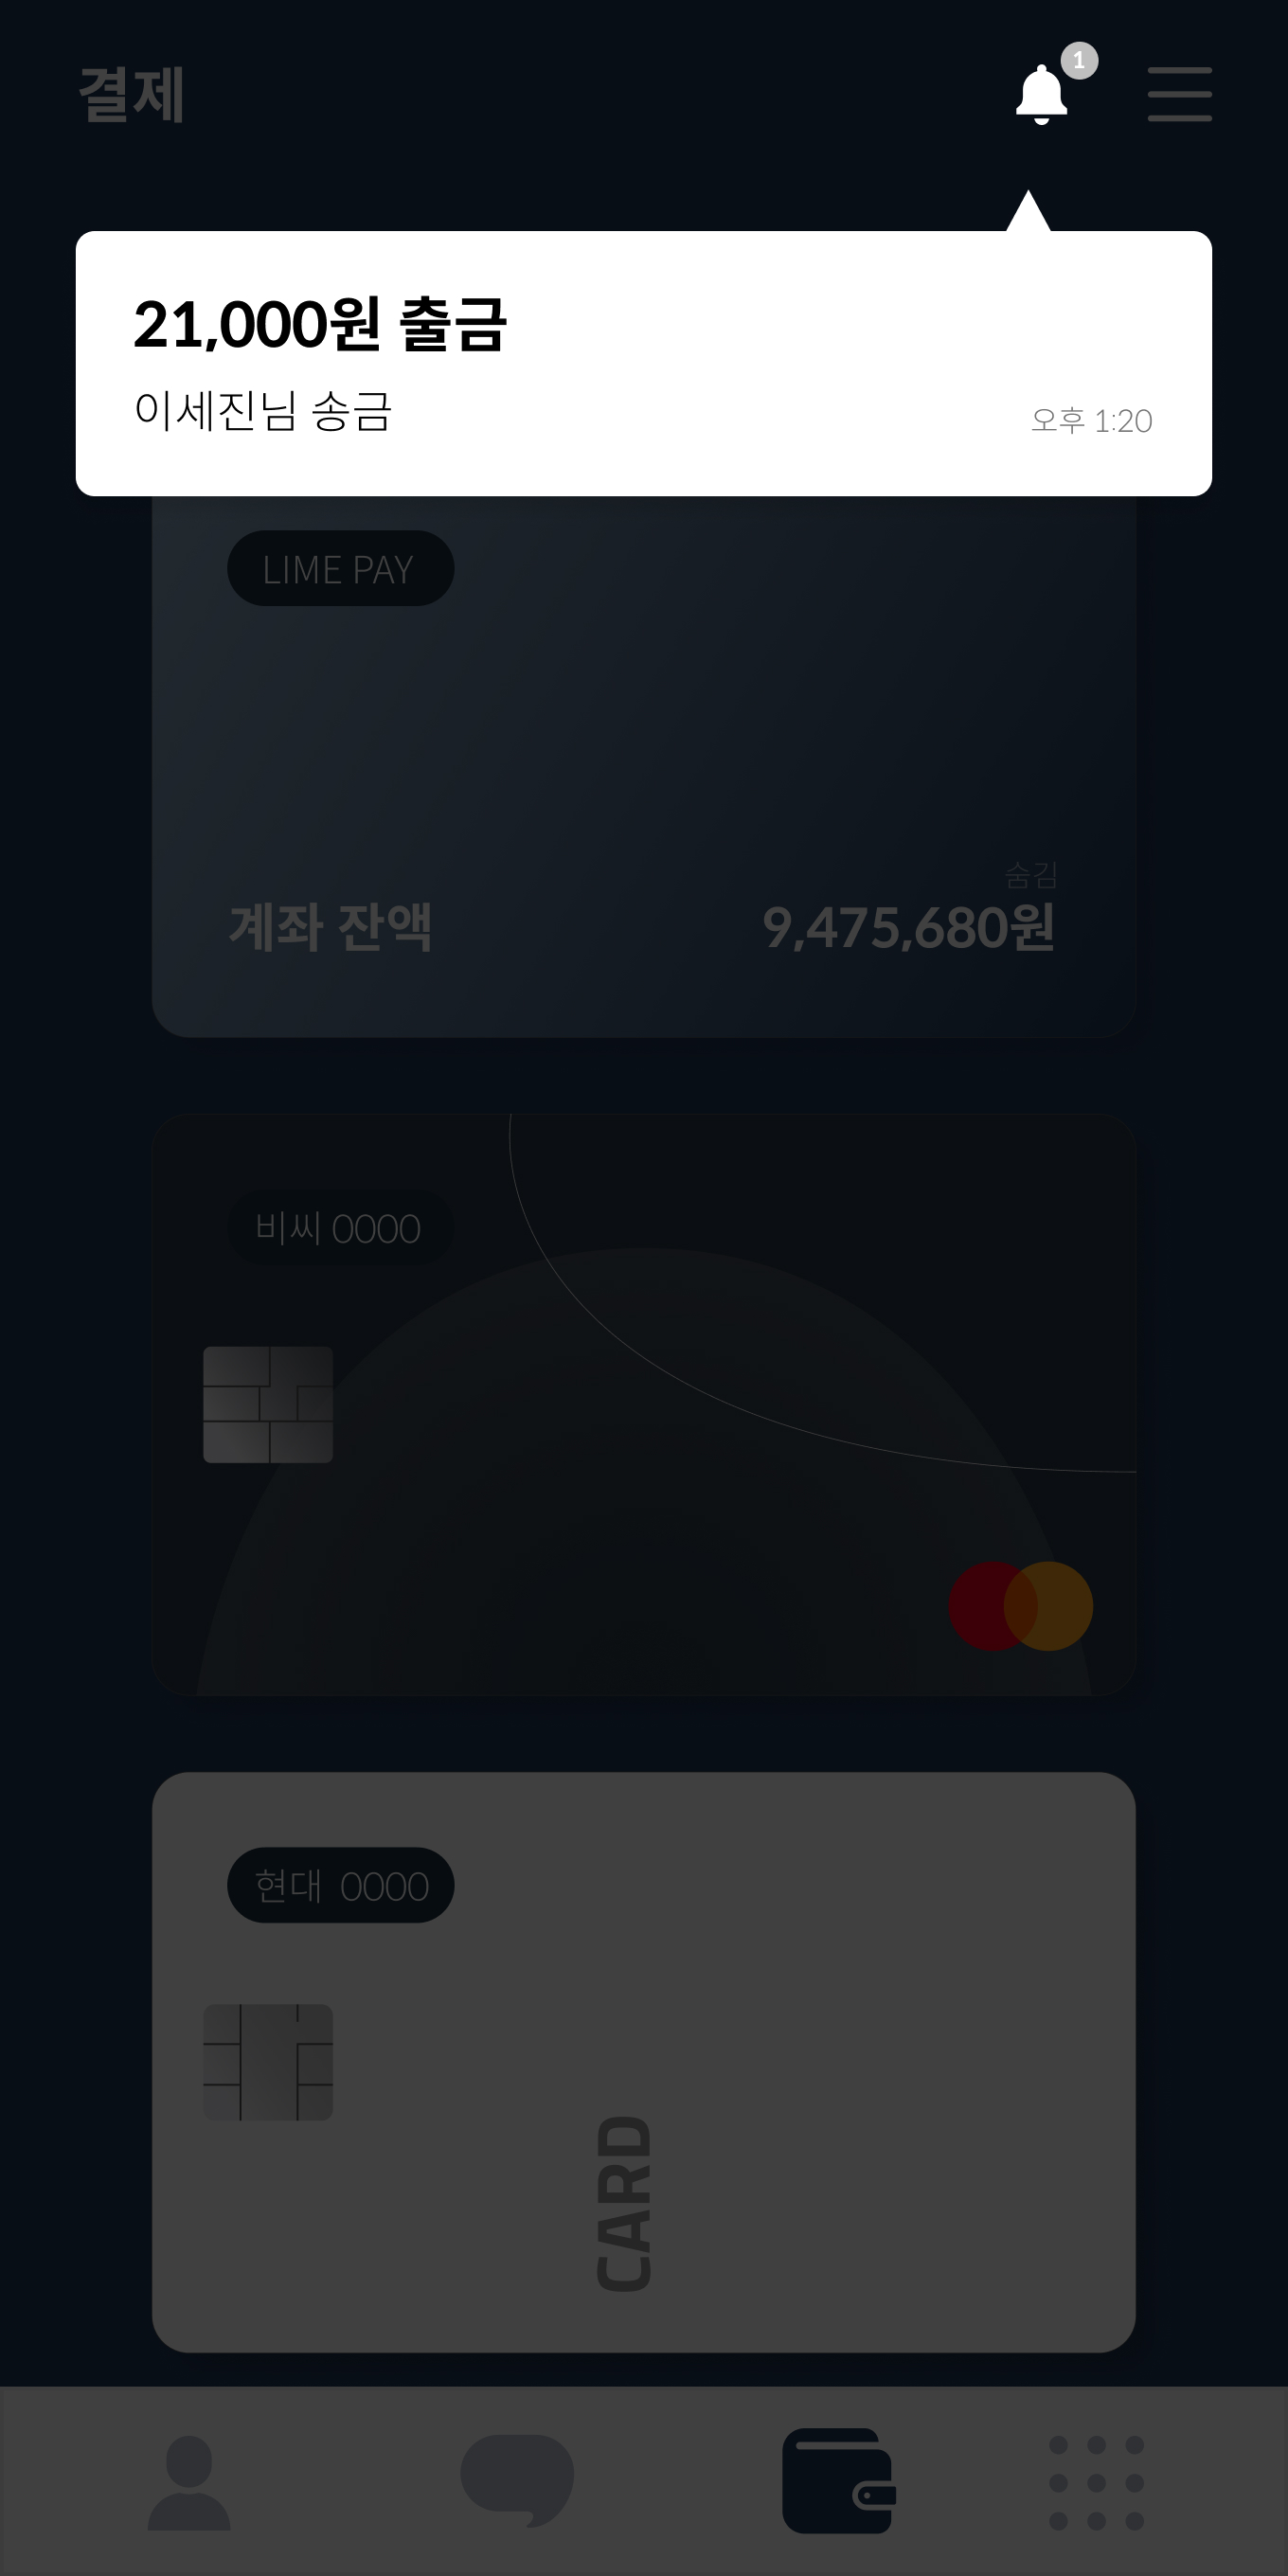 결제
1
21,000원 출금
이세진님 송금
오후 1:20
LIME PAY
숨김
계좌 잔액 9,475,680원
비씨 0000
현대 0000
CARD